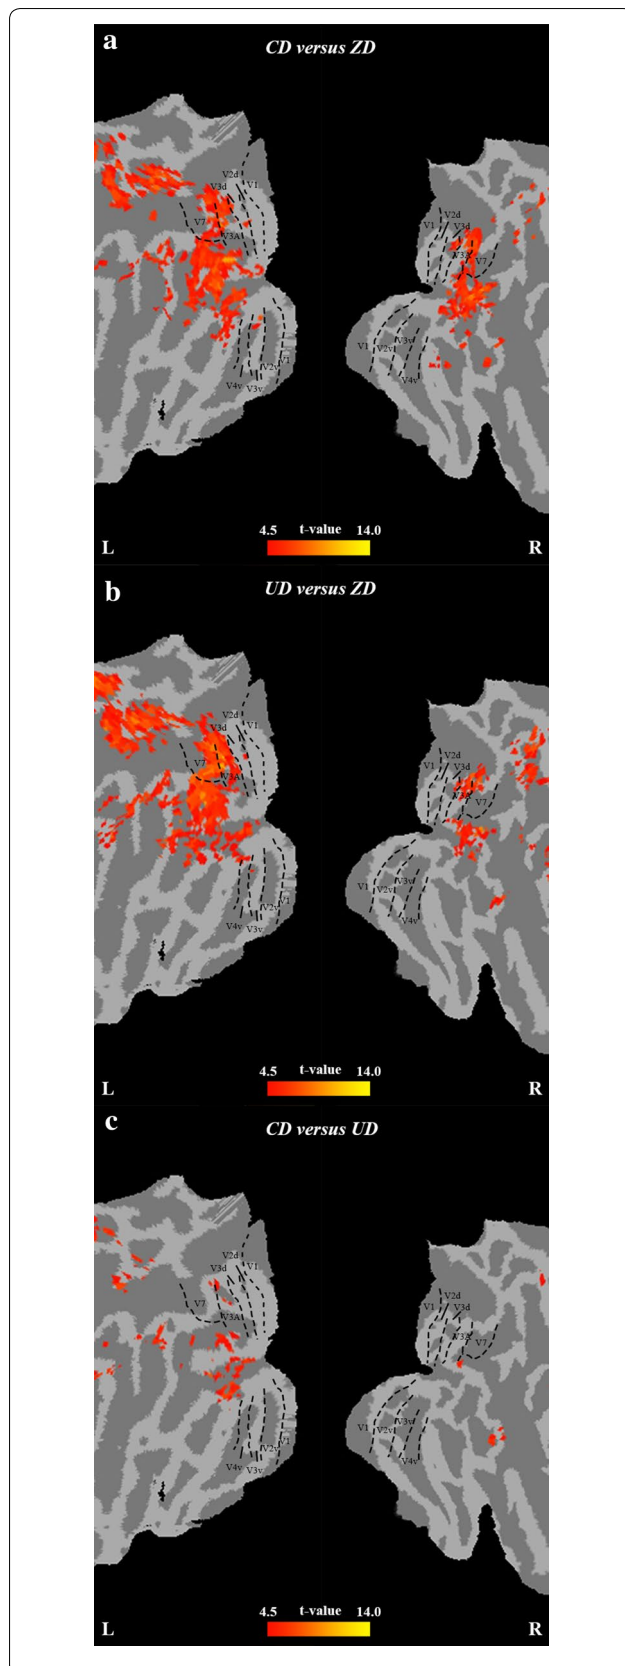 a
CD versus ZD
V2d
V3d V1
V7
V3A
V4v V3v V2v V1
V2d
V1 V3d
V3A V7
V1 V2v V3v
V4v
4.5 t-value 14.0
L R
b
UD versus ZD
V2d
V3d V1
V7
V3A
V4v V3v V2v V1
V2d
V1 V3d
V3A V7
V1 V2v V3v
V4v
4.5 t-value 14.0
L R
c
CD versus UD
V2d
V3d V1
V7
V3A
V4v V3v V2v V1
V2d
V1 V3d
V3A V7
V1 V2v V3v
V4v
4.5 t-value 14.0
L R